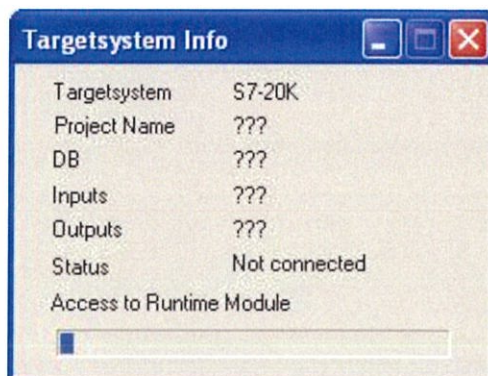 Targetsystem Info
Targetsystem S7-20K
Project Name ???
DB ???
Inputs ???
Outputs ???
Status Not connected
Access to Runtime Module